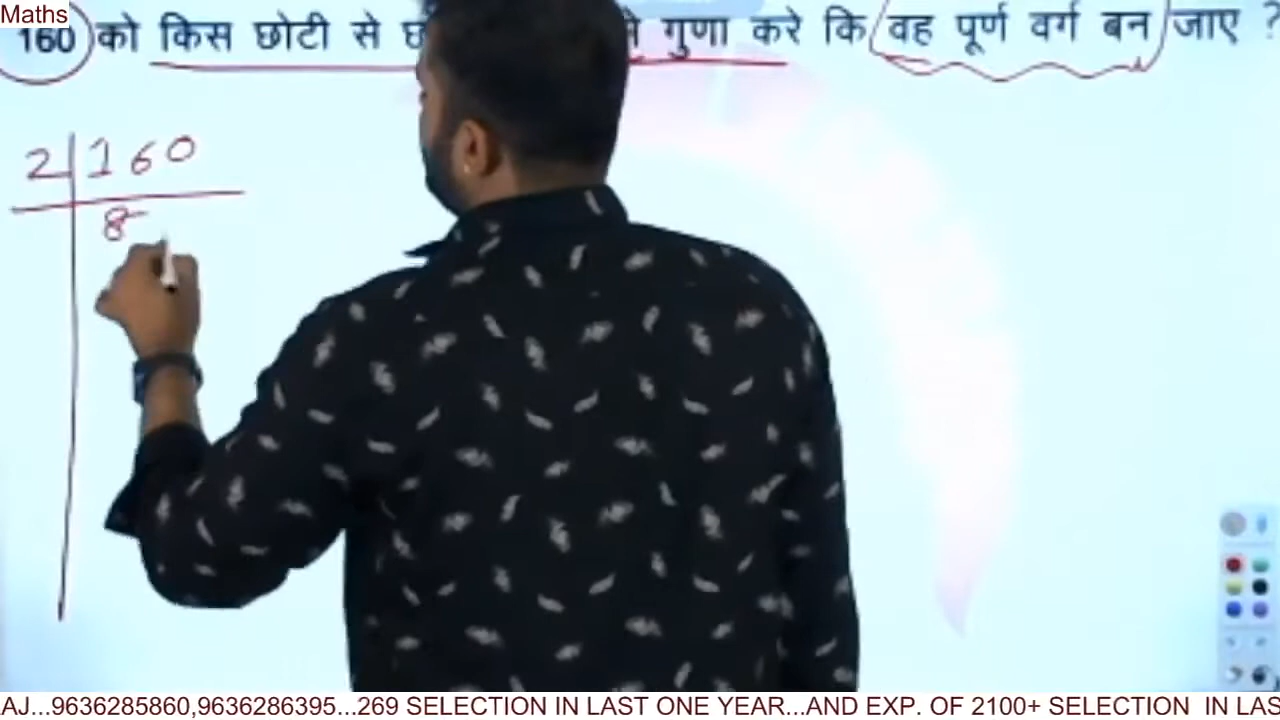 Maths
160 को किस छोटी से गुणा करे कि वह पूर्ण वर्ग बन जाए ?
2 160
8
AJ...9636285860,9636286395...269 SELECTION IN LAST ONE YEAR...AND EXP. OF 2100+ SELECTION IN LAS